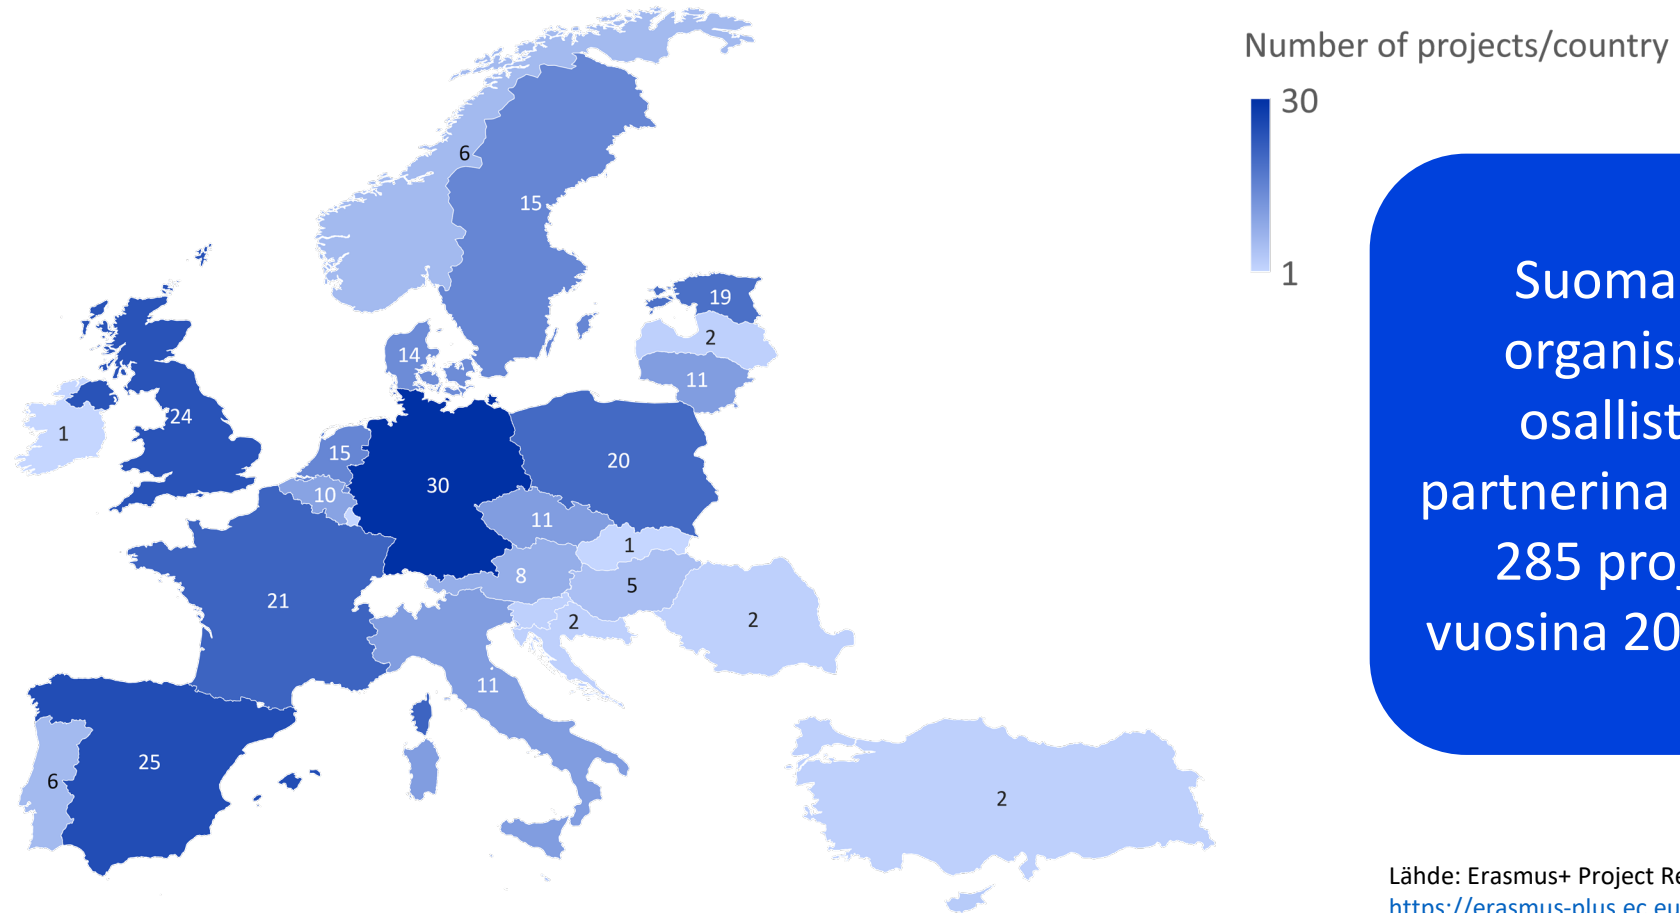 Number of projects/country
30
1
6
15
19
2
11
14
24
1
15
10
30
20
11
1
8
5
2
2
21
11
25
6
2
Suoma
organisa
osallist
partnerina
285 pro
vuosina 20
Lähde: Erasmus+ Project Re
https://erasmus-plus.ec.eu